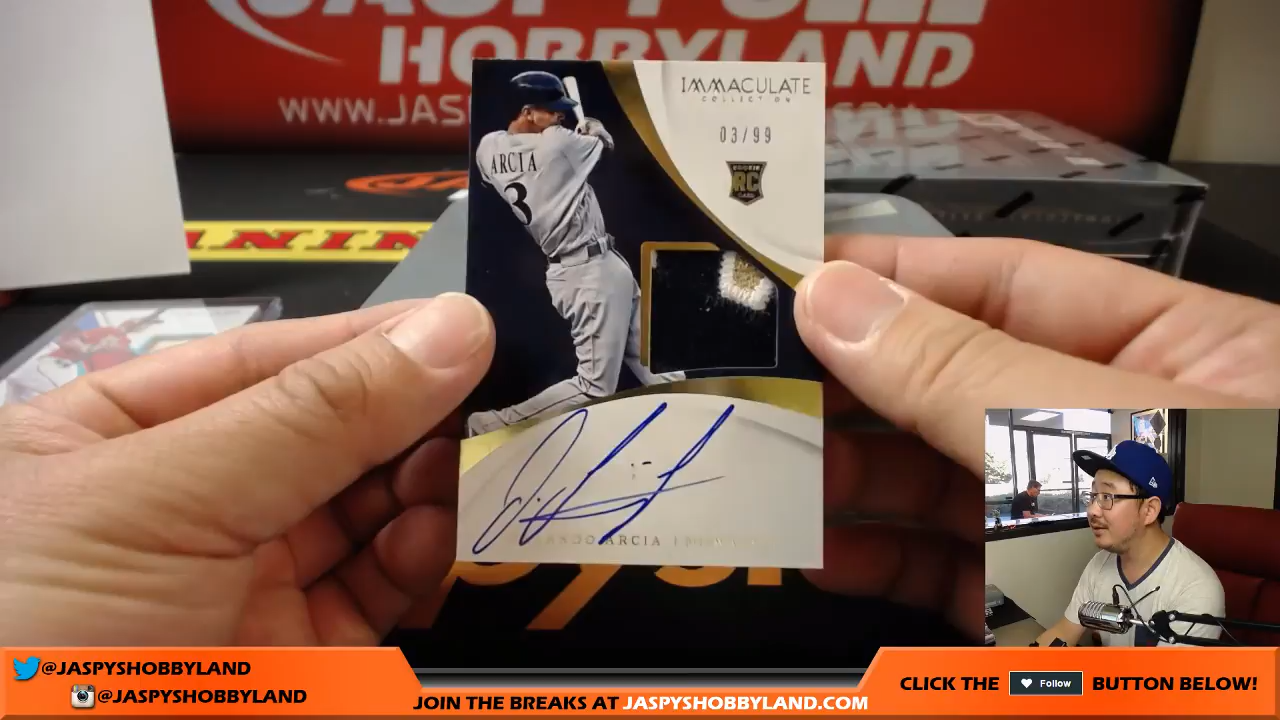 HOBBYLAND
WWW.JAS
IMMACULATE
COLLECTION
03/99
ROOKIE
RC
CARD
ARCIA
3
PANINI
ARCIA
@JASPYSHOBBYLAND
@JASPYSHOBBYLAND
JOIN THE BREAKS AT JASPYSHOBBYLAND.COM
CLICK THE Follow BUTTON BELOW!